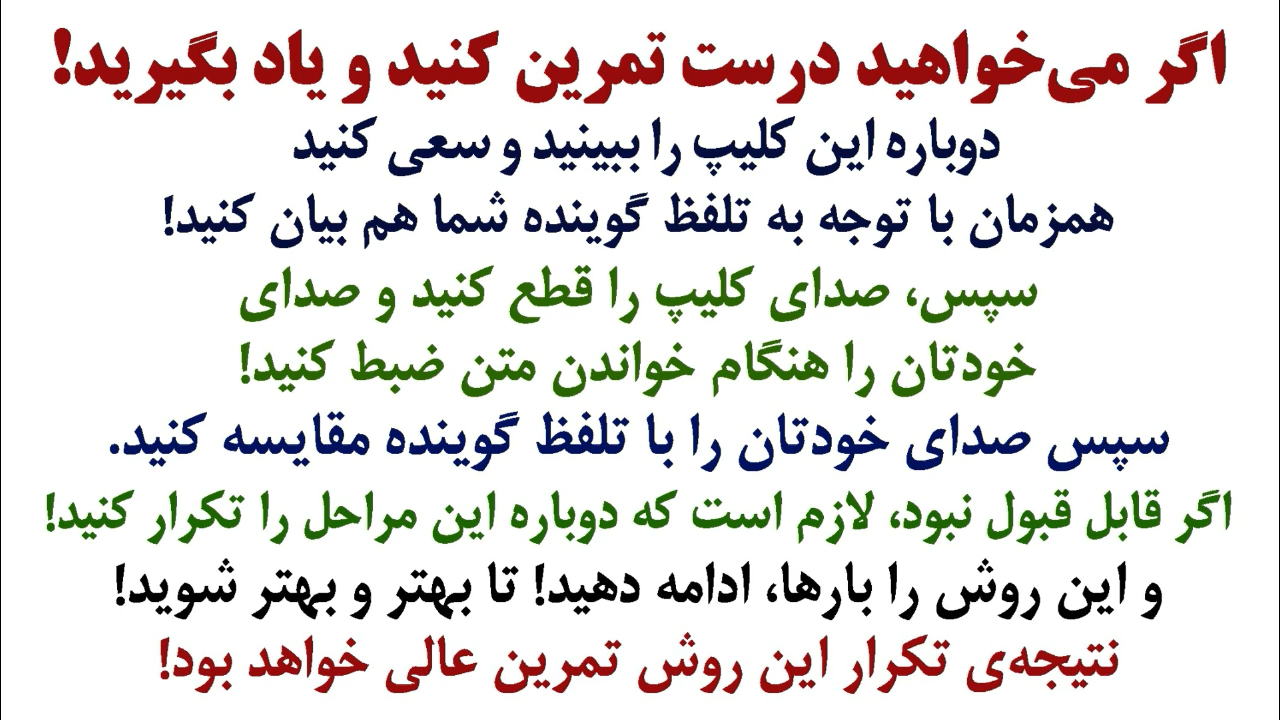 اگر می‌خواهید درست تمرین کنید و یاد بگیرید!
دوباره این کلیپ را ببینید و سعی کنید
همزمان با توجه به تلفظ گوینده شما هم بیان کنید!
سپس، صدای کلیپ را قطع کنید و صدای
خودتان را هنگام خواندن متن ضبط کنید!
سپس صدای خودتان را با تلفظ گوینده مقایسه کنید.
اگر قابل قبول نبود، لازم است که دوباره این مراحل را تکرار کنید!
و این روش را بارها، ادامه دهید! تا بهتر و بهتر شوید!
نتیجه‌ی تکرار این روش تمرین عالی خواهد بود!